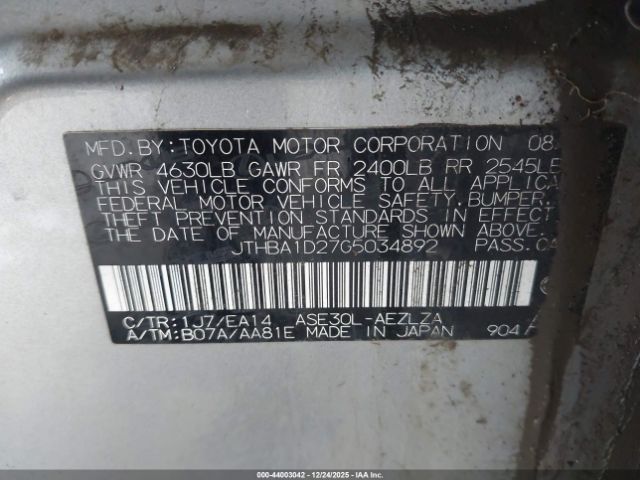 MFD.BY:TOYOTA MOTOR CORPORATION 08
GVWR 4630LB GAWR FR 2400LB RR 2545LB
THIS VEHICLE CONFORMS TO ALL APPLICA
FEDERAL MOTOR VEHICLE SAFETY.BUMPER.
THEFT PREVENTION STANDARDS IN EFFECT
THE DATE OF MANUFACTURE SHOWN ABOVE.
JTHBA1D27G5034892 PASS.CA
C/TR:1J7/EA14 ASE30L-AEZLZA
A/TM:B07A/AA81E MADE IN JAPAN 904
000-44003042 - 12/24/2025 - IAAI.COM